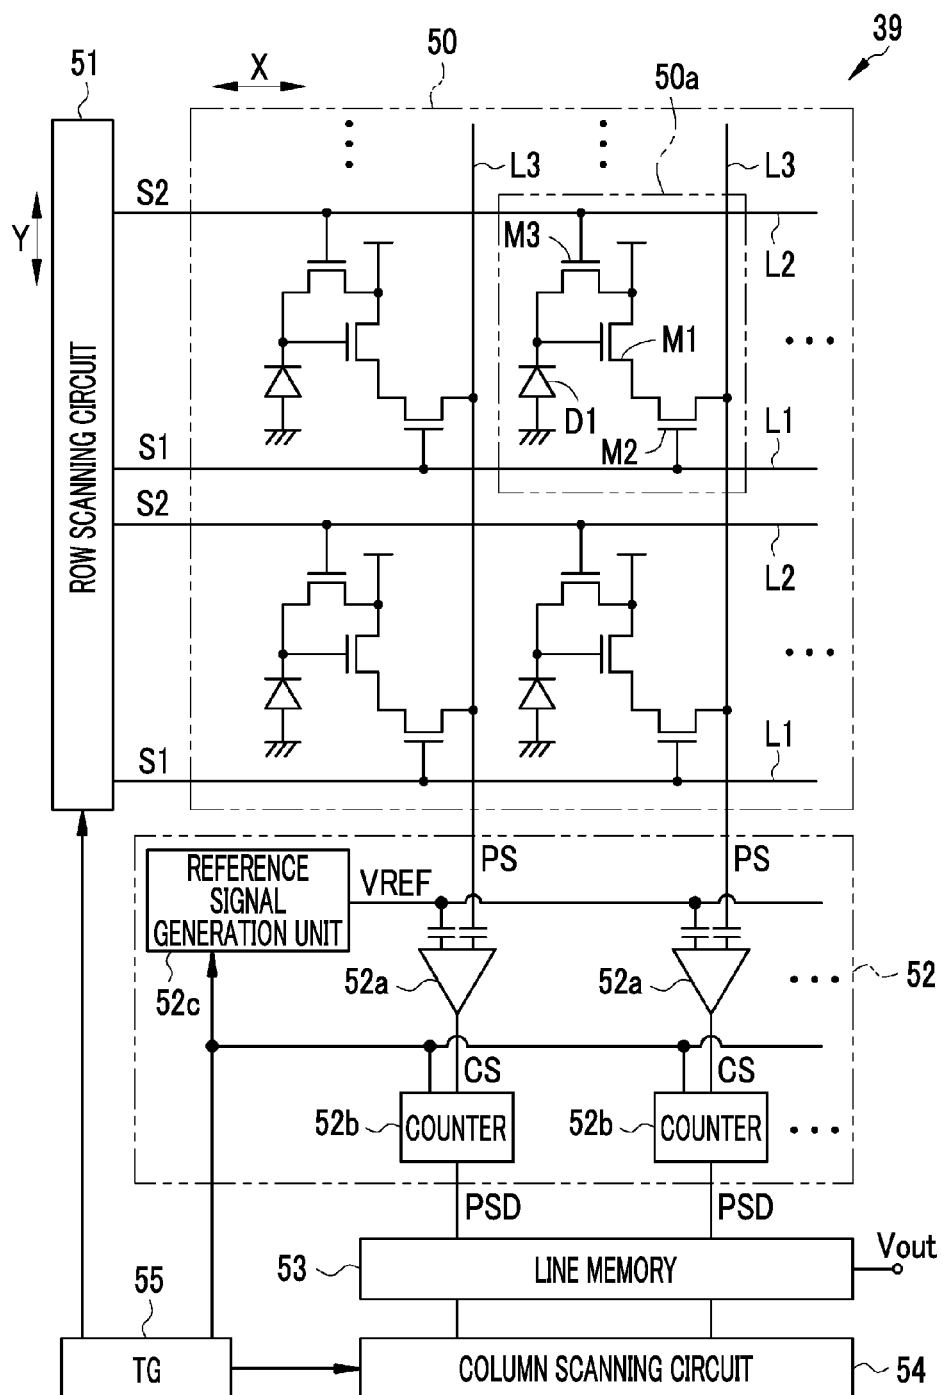 39
50
51
X
50a
L3
L3
S2
Y
M3
L2
M1
D1
M2
L1
S1
S2
L2
ROW SCANNING CIRCUIT
S1
L1
PS
PS
REFERENCE
SIGNAL
GENERATION UNIT
VREF
52c
52a
52a
52
CS
CS
52b
COUNTER
52b
COUNTER
PSD
PSD
Vout
53
LINE MEMORY
55
TG
COLUMN SCANNING CIRCUIT
54